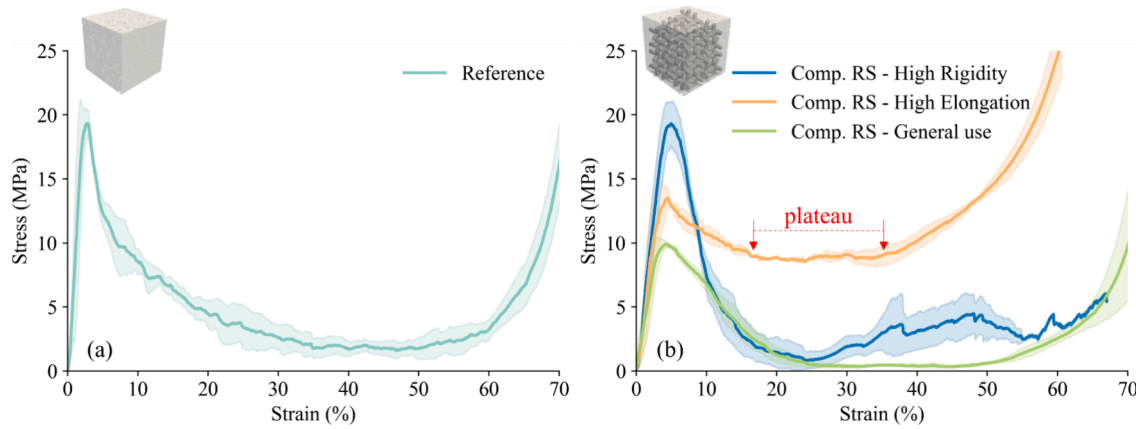 25
20
15
10
5
0
Stress (MPa)
Reference
(a)
0
10
20
30
40
50
60
70
Strain (%)
25
20
15
10
5
0
Stress (MPa)
Comp. RS - High Rigidity
Comp. RS - High Elongation
Comp. RS - General use
plateau
(b)
0
10
20
30
40
50
60
70
Strain (%)